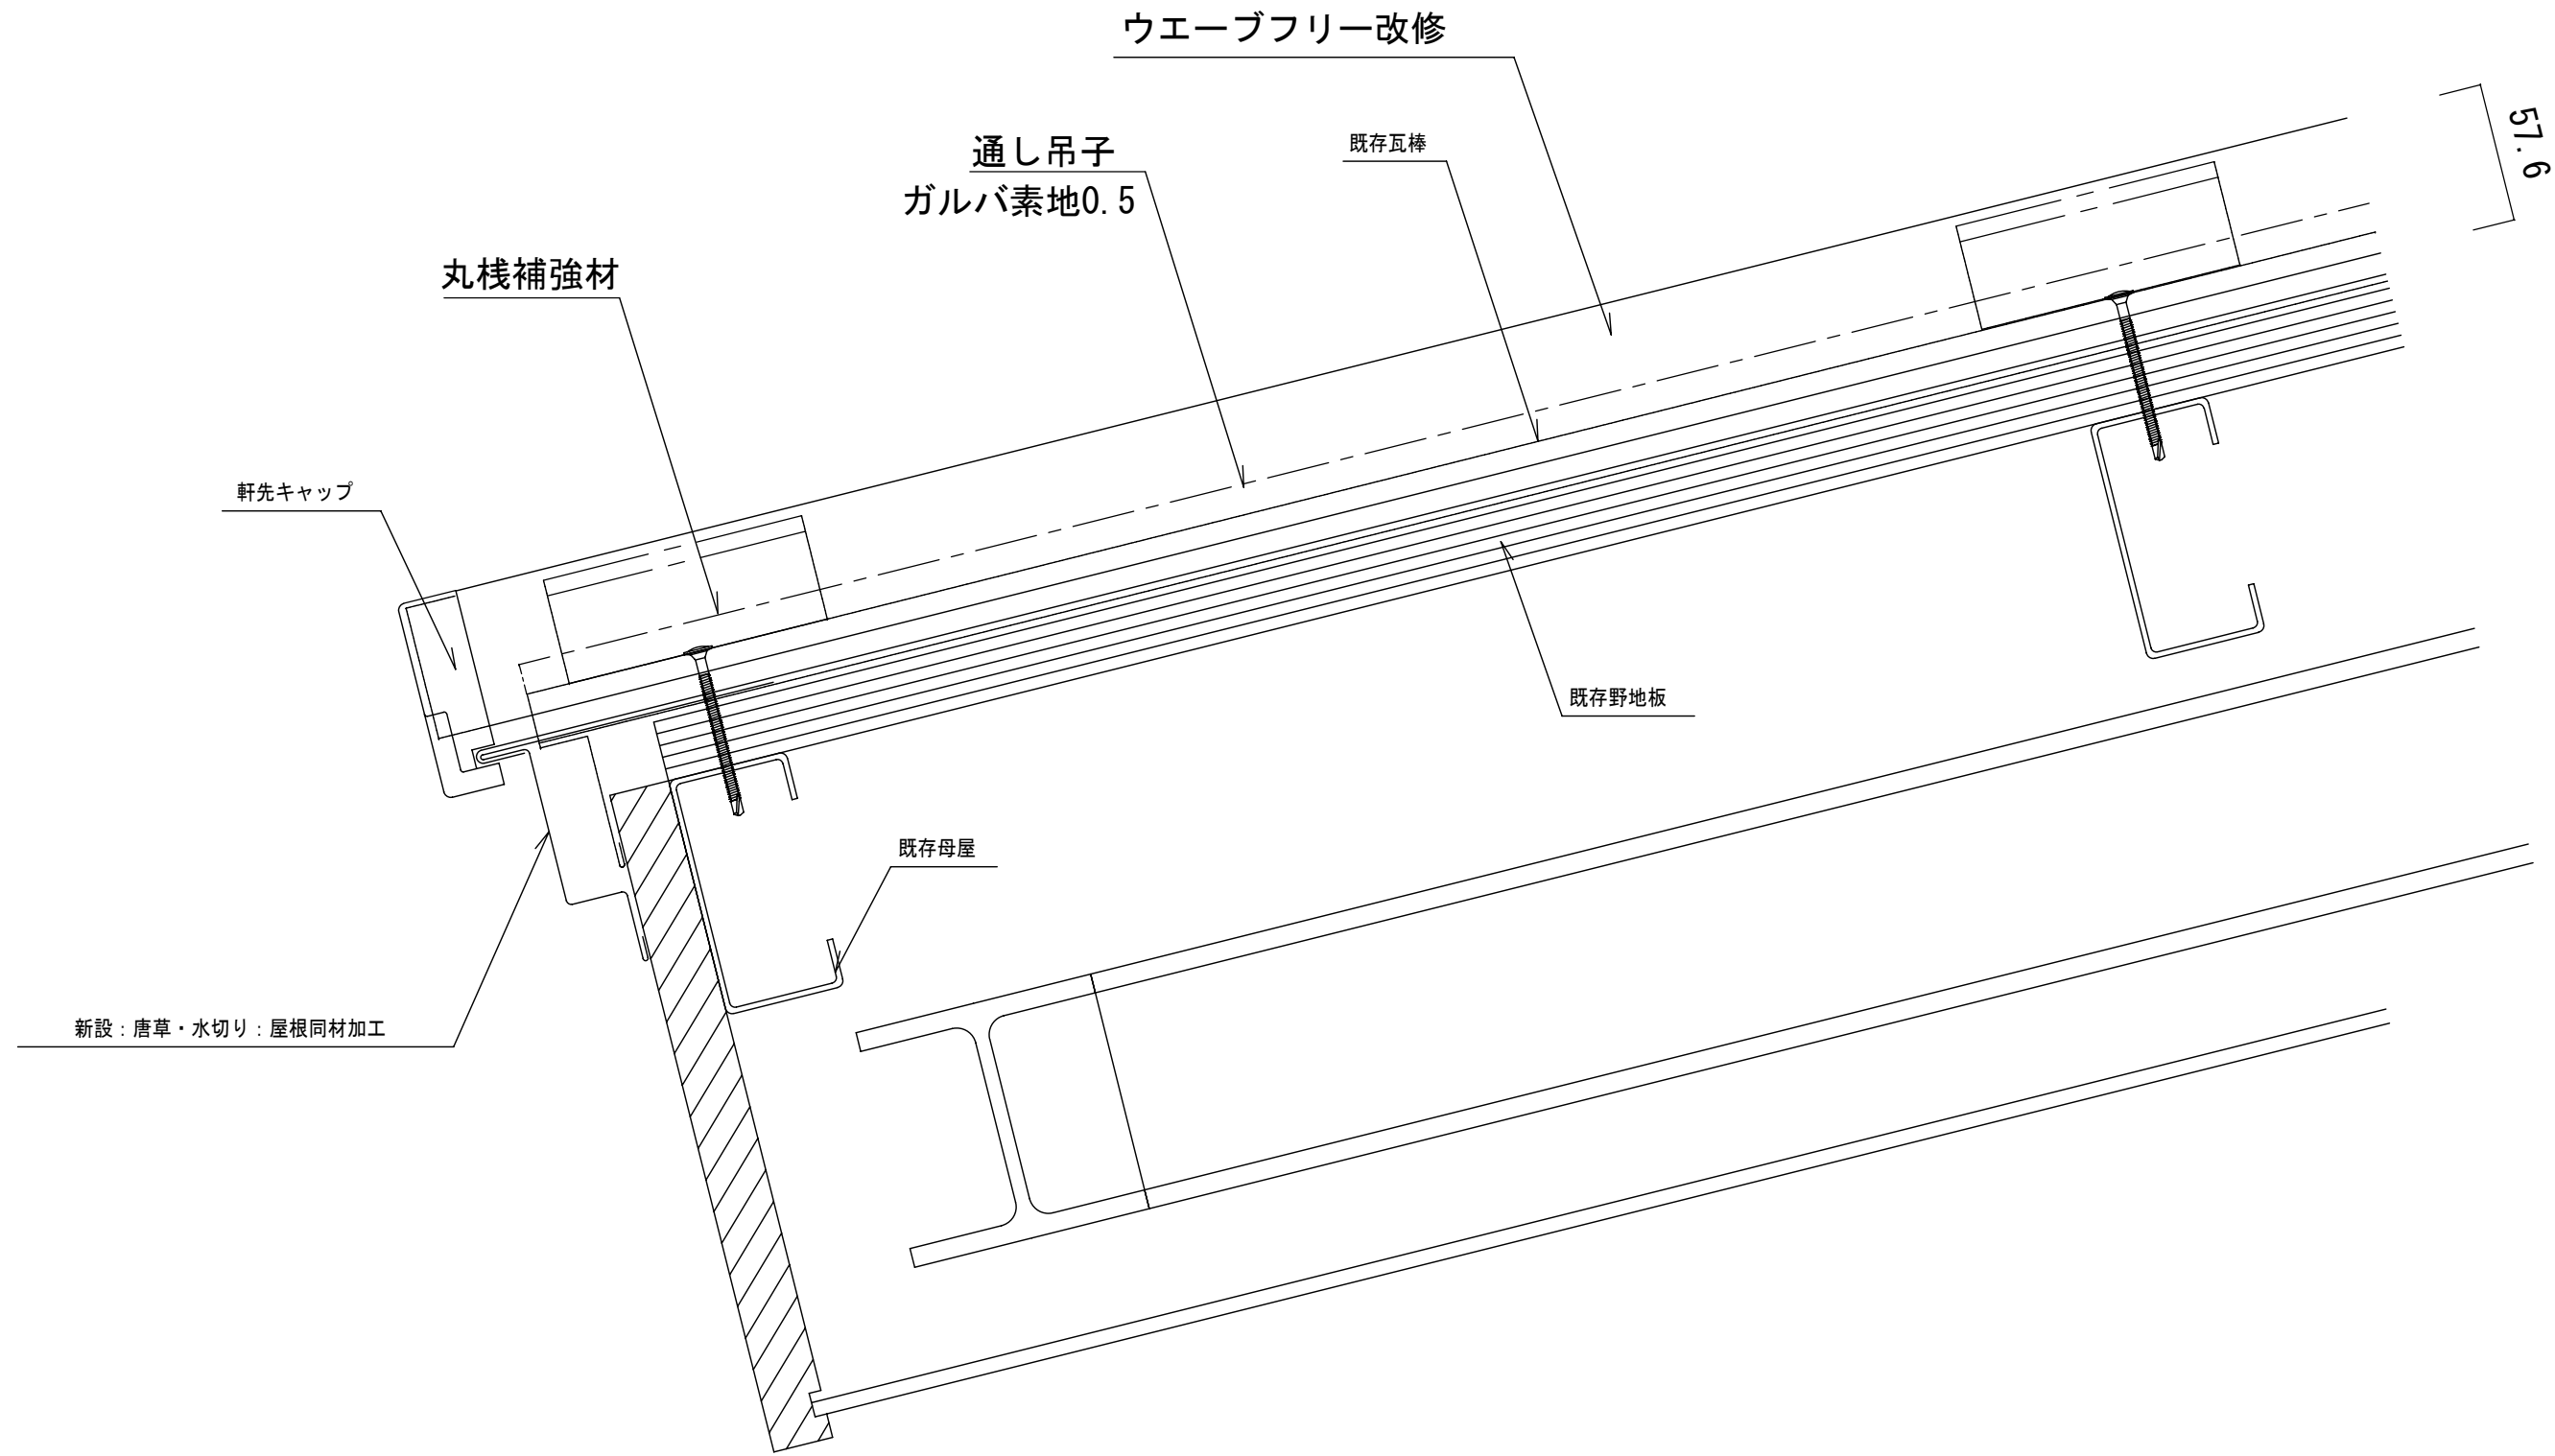 ウエーブフリー改修
57.6
通し吊子
既存瓦棒
ガルバ素地0.5
丸桟補強材
軒先キャップ
既存野地板
既存母屋
新設：唐草・水切り：屋根同材加工